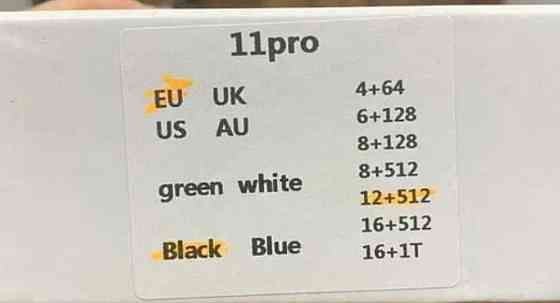 11pro
EU UK
US AU
green white
Black Blue
4+64
6+128
8+128
8+512
12+512
16+512
16+1T